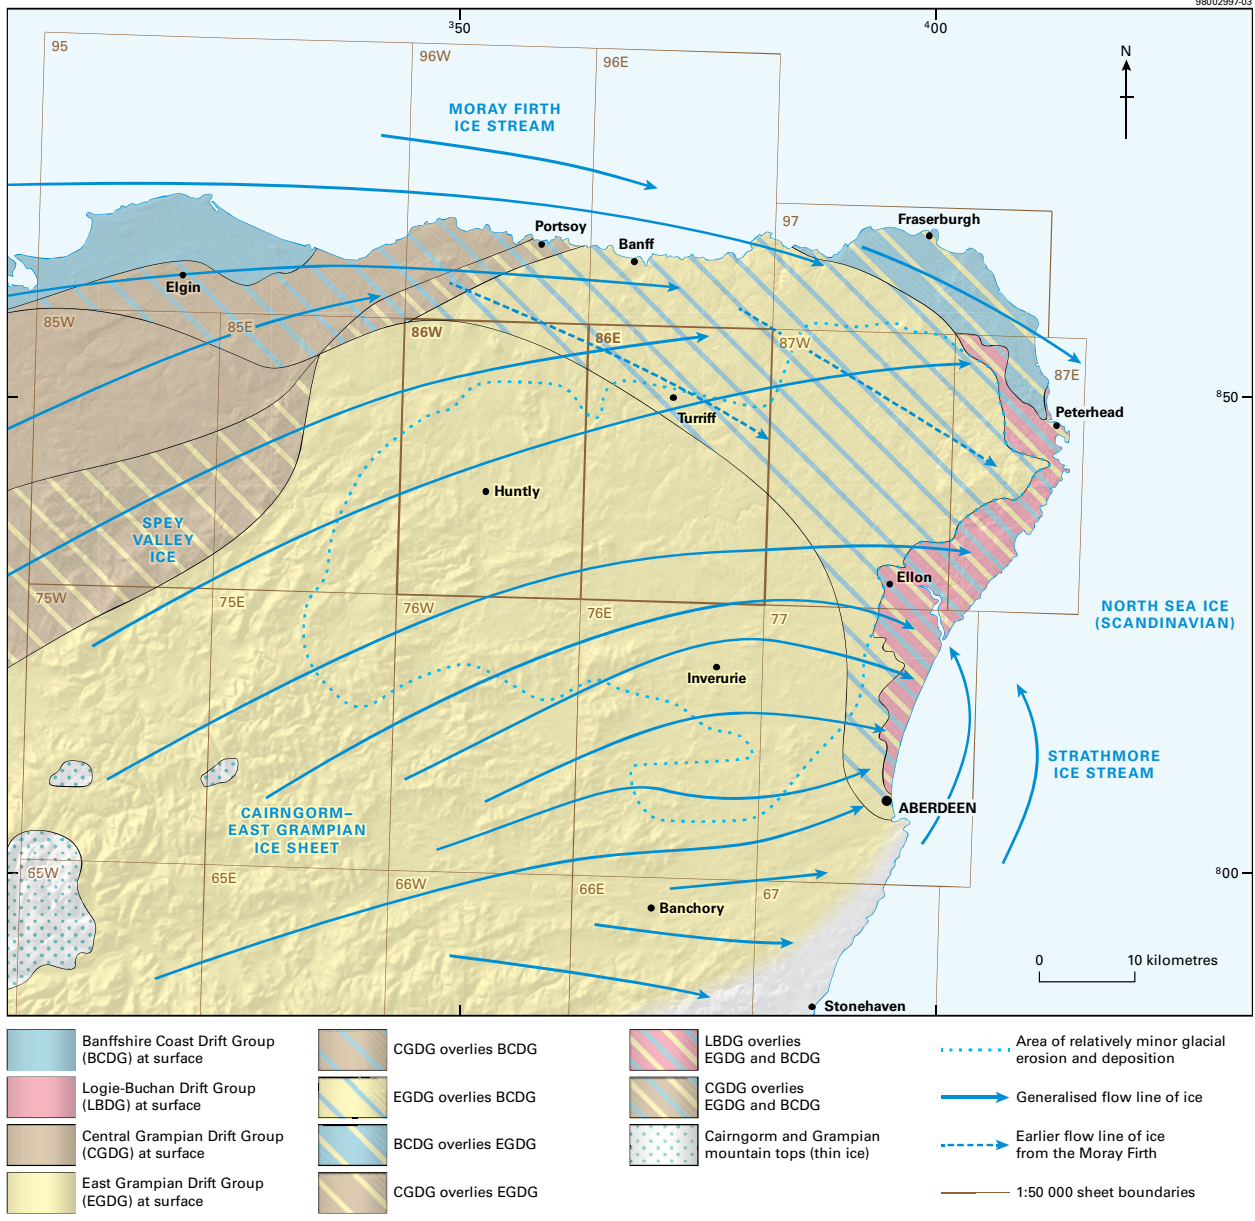 98002997-03
³50
⁴00
95
96W
96E
N
MORAY FIRTH
ICE STREAM
97
Fraserburgh
Portsoy
Banff
Elgin
85W
85E
86W
86E
87W
87E
⁸50
Peterhead
Turriff
Huntly
SPEY
VALLEY
ICE
Ellon
75W
75E
76W
76E
77
NORTH SEA ICE
(SCANDINAVIAN)
Inverurie
STRATHMORE
ICE STREAM
CAIRNGORM–
EAST GRAMPIAN
ICE SHEET
ABERDEEN
65W
65E
66W
66E
67
⁸00
Banchory
0
10 kilometres
Stonehaven
Banffshire Coast Drift Group
(BCDG) at surface
Logie-Buchan Drift Group
(LBDG) at surface
Central Grampian Drift Group
(CGDG) at surface
East Grampian Drift Group
(EGDG) at surface
CGDG overlies BCDG
EGDG overlies BCDG
BCDG overlies EGDG
CGDG overlies EGDG
LBDG overlies
EGDG and BCDG
CGDG overlies
EGDG and BCDG
Cairngorm and Grampian
mountain tops (thin ice)
Area of relatively minor glacial
erosion and deposition
Generalised flow line of ice
Earlier flow line of ice
from the Moray Firth
1:50 000 sheet boundaries